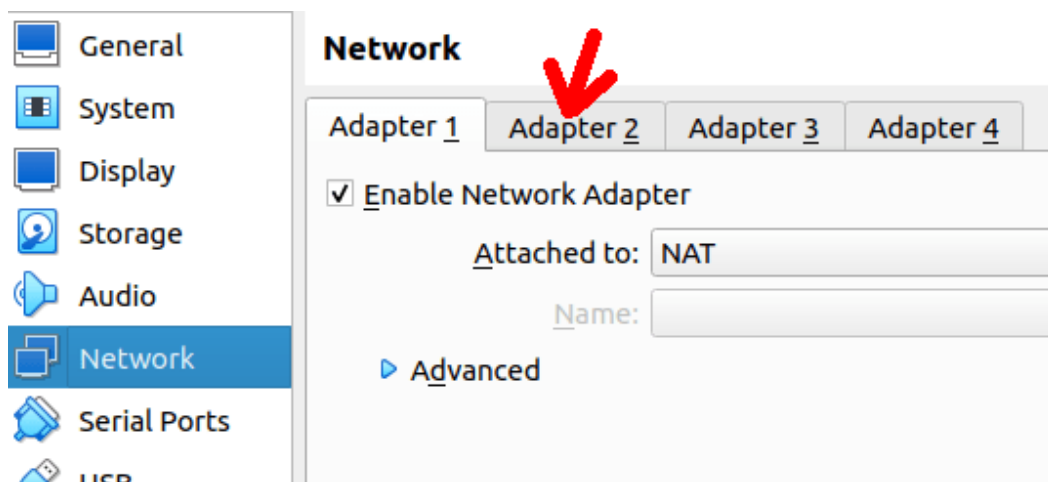 General
System
Display
Storage
Audio
Network
Serial Ports
USB
Network
Adapter 1 Adapter 2 Adapter 3 Adapter 4
Enable Network Adapter
Attached to: NAT
Name:
Advanced